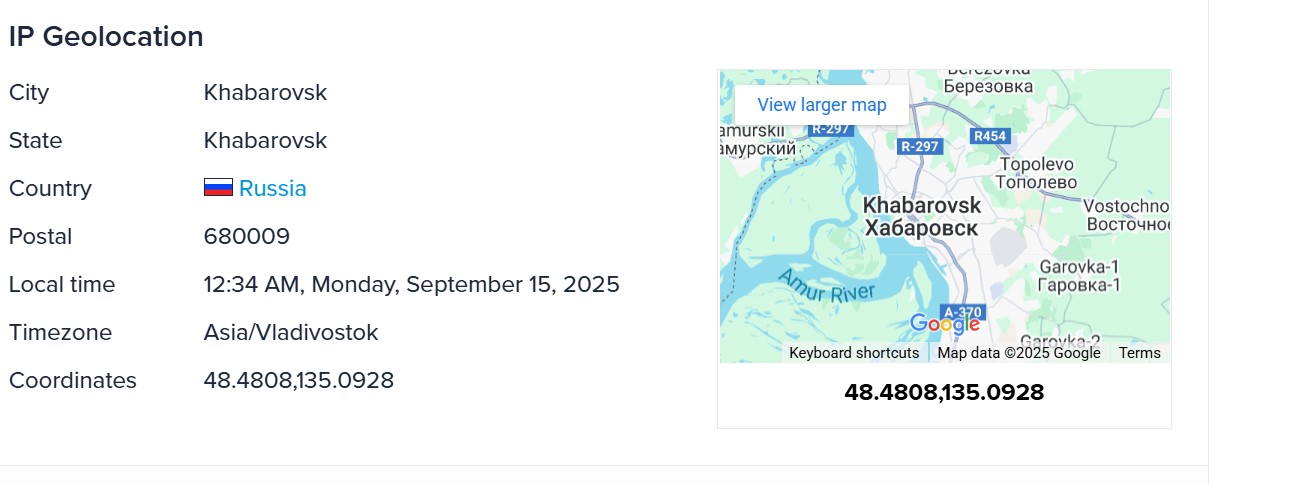 IP Geolocation
City Khabarovsk
State Khabarovsk
Country Russia
Postal 680009
Local time 12:34 AM, Monday, September 15, 2025
Timezone Asia/Vladivostok
Coordinates 48.4808,135.0928
Berezovka
Березовка
View larger map
R-297
amurskii
амурский
R-297
R454
Topolevo
Тополево
Khabarovsk
Хабаровск
Vostochno
Восточное
Garovka-1
Гаровка-1
Amur River
A-370
Google
Garovka-2
Keyboard shortcuts
Map data ©2025 Google
Terms
48.4808,135.0928